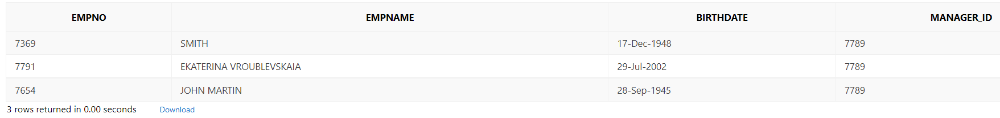 EMPNO EMPNAME BIRTHDATE MANAGER_ID
7369 SMITH 17-Dec-1948 7789
7791 EKATERINA VROUBLEVSKAIA 29-Jul-2002 7789
7654 JOHN MARTIN 28-Sep-1945 7789
3 rows returned in 0.00 seconds Download